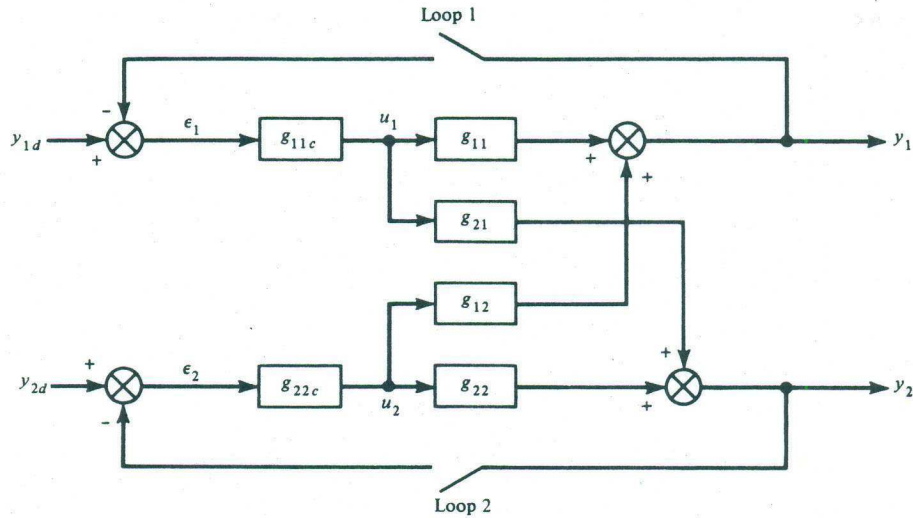 Loop 1
-
y1d
+
ϵ1
g11c
u1
g11
+
+
y1
g21
g12
y2d
+
-
ϵ2
g22c
u2
g22
+
+
y2
Loop 2